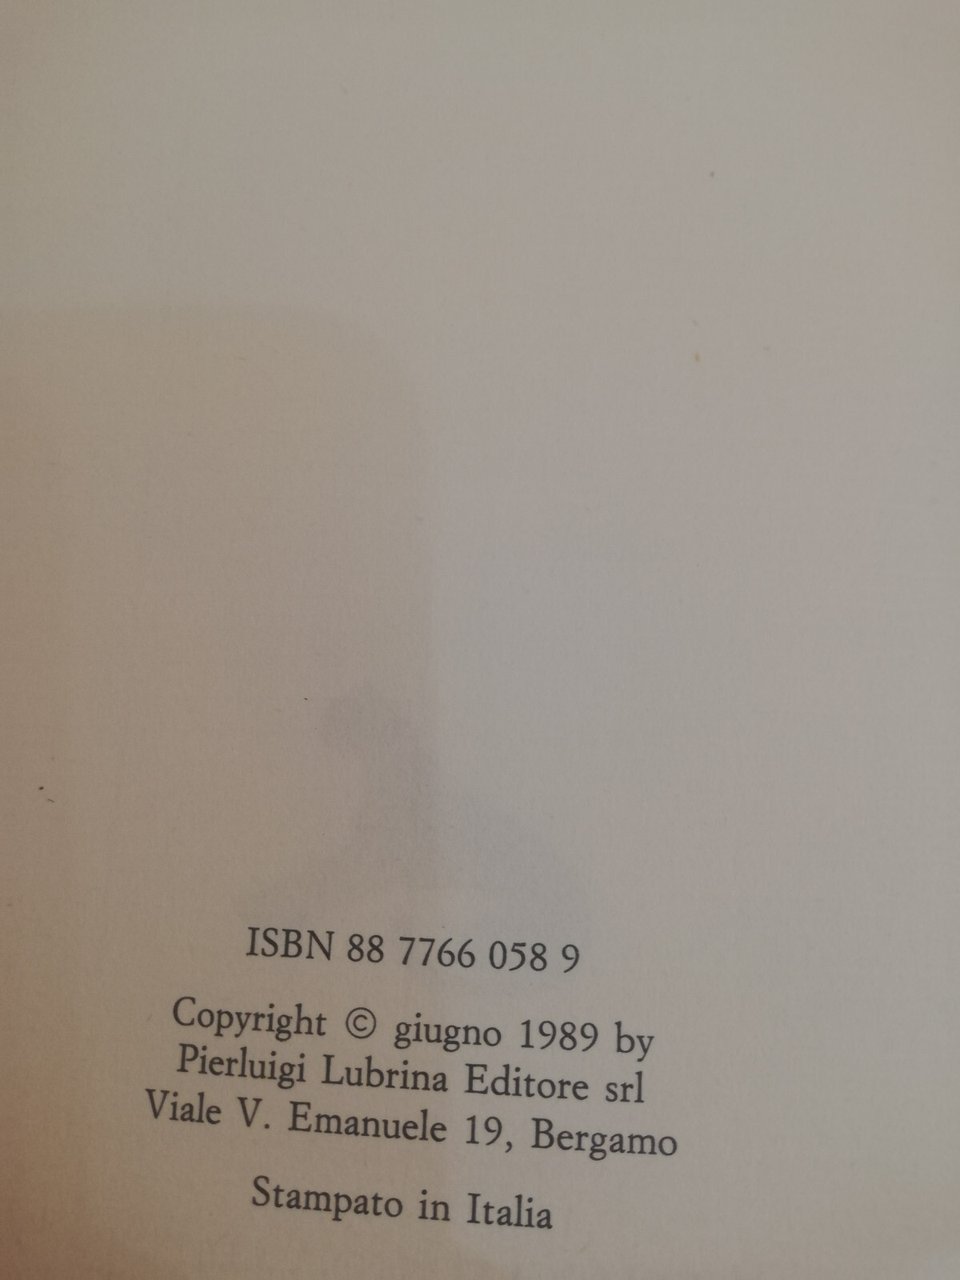 ISBN 88 7766 058 9
Copyright © giugno 1989 by
Pierluigi Lubrina Editore srl
Viale V. Emanuele 19, Bergamo
Stampato in Italia